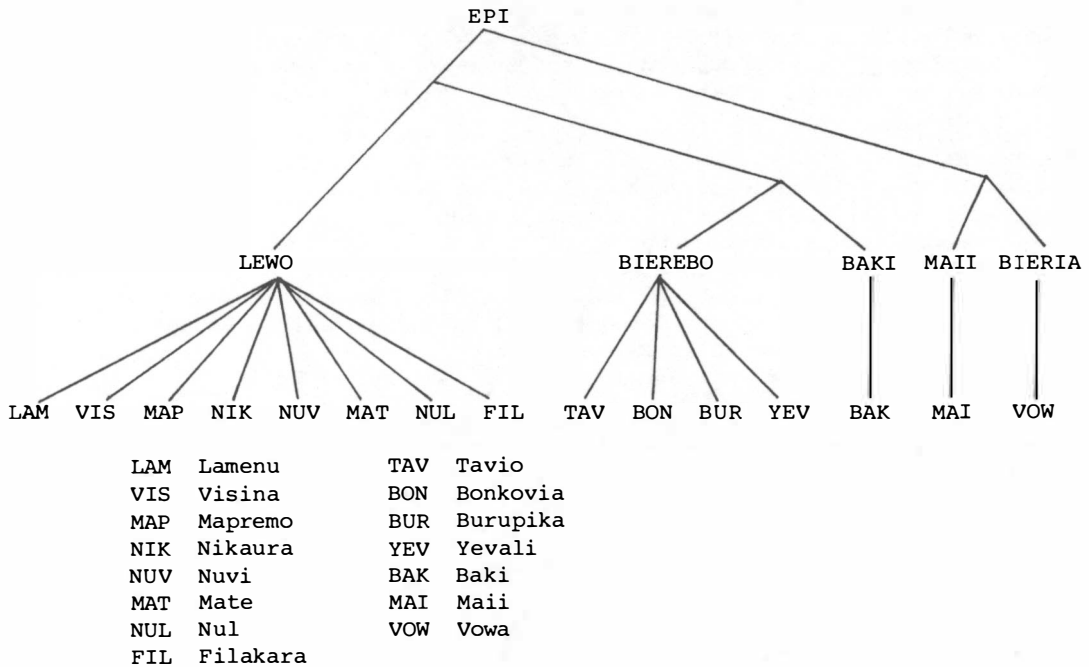 EPI
LEWO BIEREBO BAKI MAII BIERIA
LAM VIS MAP NIK NUV MAT NUL FIL TAV BON BUR YEV BAK MAI VOW
LAM Lamenu TAV Tavio
VIS Visina BON Bonkovia
MAP Mapremo BUR Burupika
NIK Nikaura YEV Yevali
NUV Nuvi BAK Baki
MAT Mate MAI Maii
NUL Nul VOW Vowa
FIL Filakara